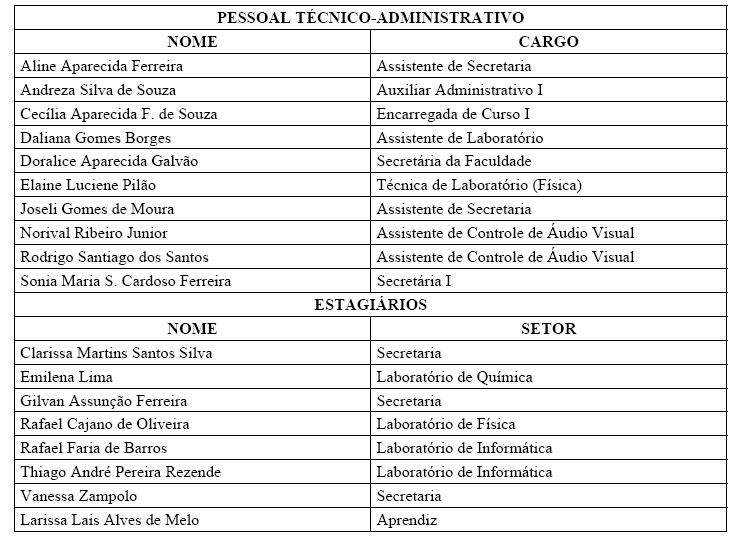 PESSOAL TÉCNICO-ADMINISTRATIVO
NOME CARGO
Aline Aparecida Ferreira Assistente de Secretaria
Andreza Silva de Souza Auxiliar Administrativo I
Cecília Aparecida F. de Souza Encarregada de Curso I
Daliana Gomes Borges Assistente de Laboratório
Doralice Aparecida Galvão Secretária da Faculdade
Elaine Luciene Pilão Técnica de Laboratório (Física)
Joseli Gomes de Moura Assistente de Secretaria
Norival Ribeiro Junior Assistente de Controle de Áudio Visual
Rodrigo Santiago dos Santos Assistente de Controle de Áudio Visual
Sonia Maria S. Cardoso Ferreira Secretária I
ESTAGIÁRIOS
NOME SETOR
Clarissa Martins Santos Silva Secretaria
Emilena Lima Laboratório de Química
Gilvan Assunção Ferreira Secretaria
Rafael Cajano de Oliveira Laboratório de Física
Rafael Faria de Barros Laboratório de Informática
Thiago André Pereira Rezende Laboratório de Informática
Vanessa Zampolo Secretaria
Larissa Lais Alves de Melo Aprendiz